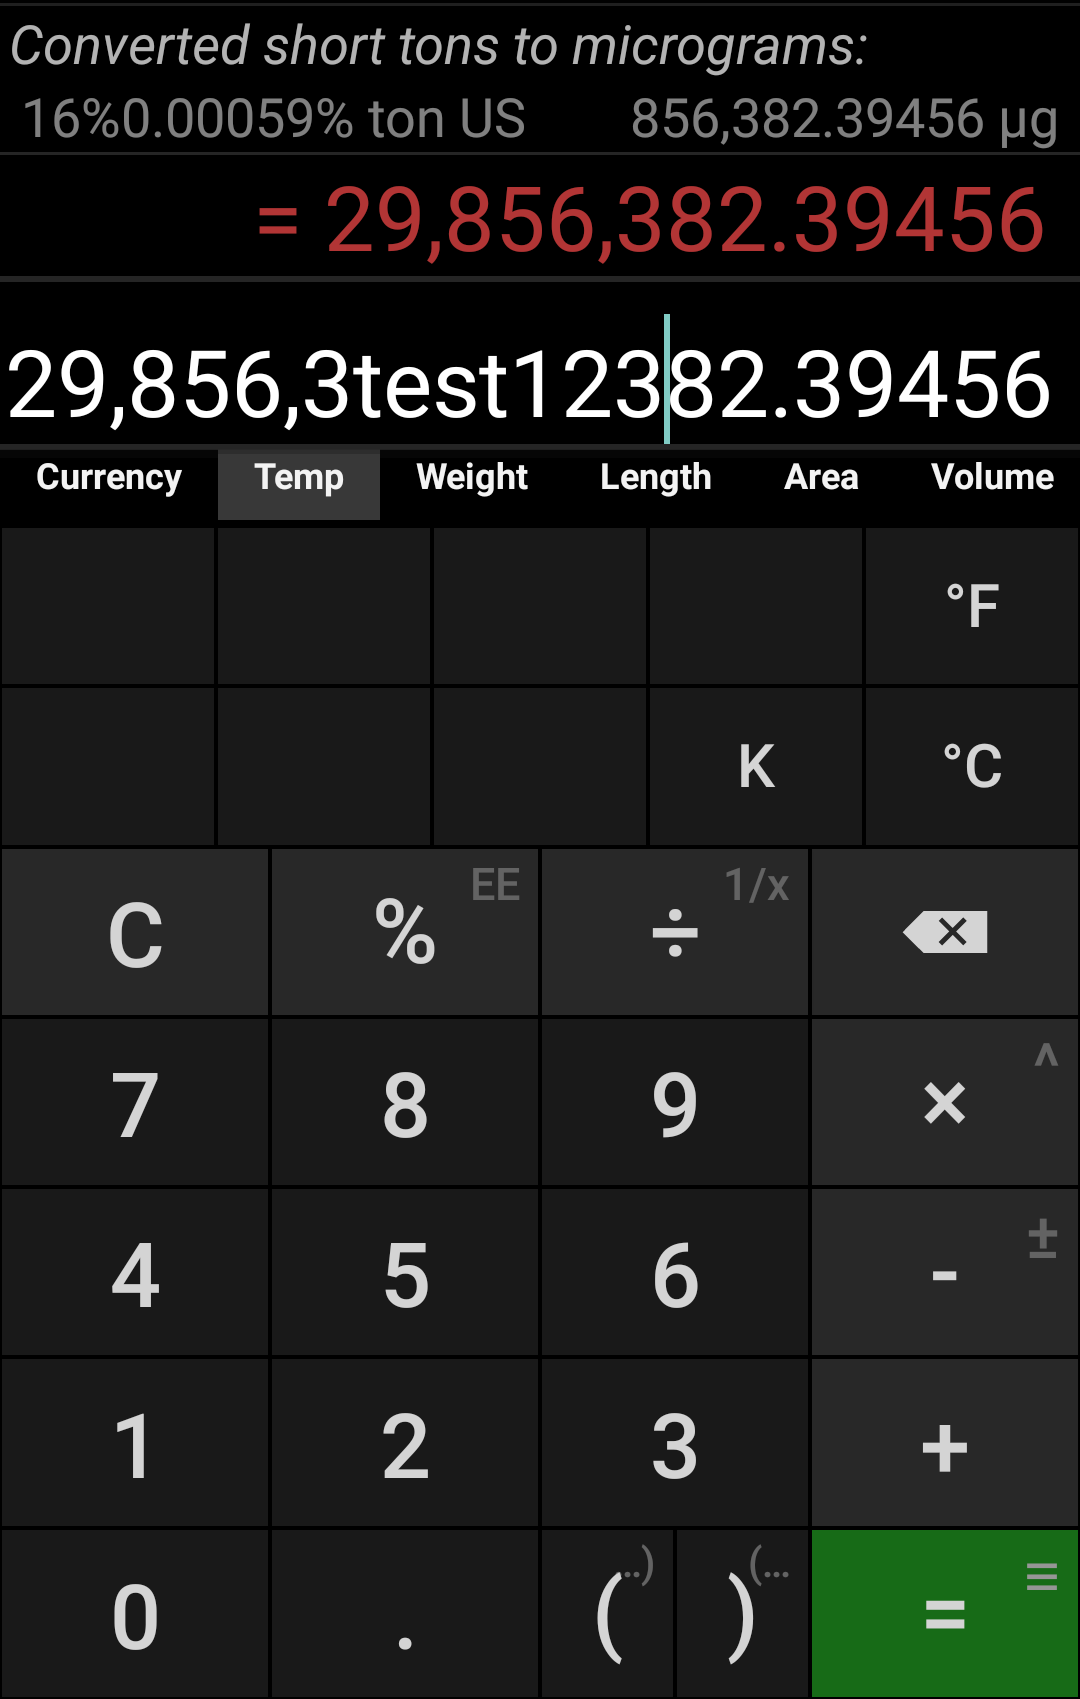 Converted short tons to micrograms:
16%0.00059% ton US 856,382.39456 µg
= 29,856,382.39456
29,856,3test12382.39456
Currency Temp Weight Length Area Volume
°F
K °C
C % EE ÷ 1/x
7 8 9 × ^
4 5 6 - ±
1 2 3 +
0 . ( ..) ) (... = ≡